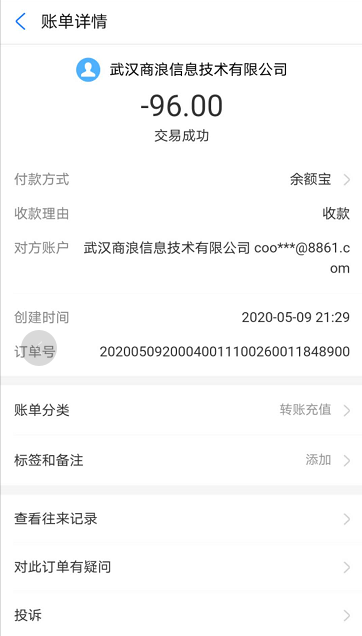 账单详情
武汉商浪信息技术有限公司
-96.00
交易成功
付款方式 余额宝
收款理由 收款
对方账户 武汉商浪信息技术有限公司 coo***@8861.c
om
创建时间 2020-05-09 21:29
订单号 20200509200040011100260011848900
账单分类 转账充值
标签和备注 添加
查看往来记录
对此订单有疑问
投诉